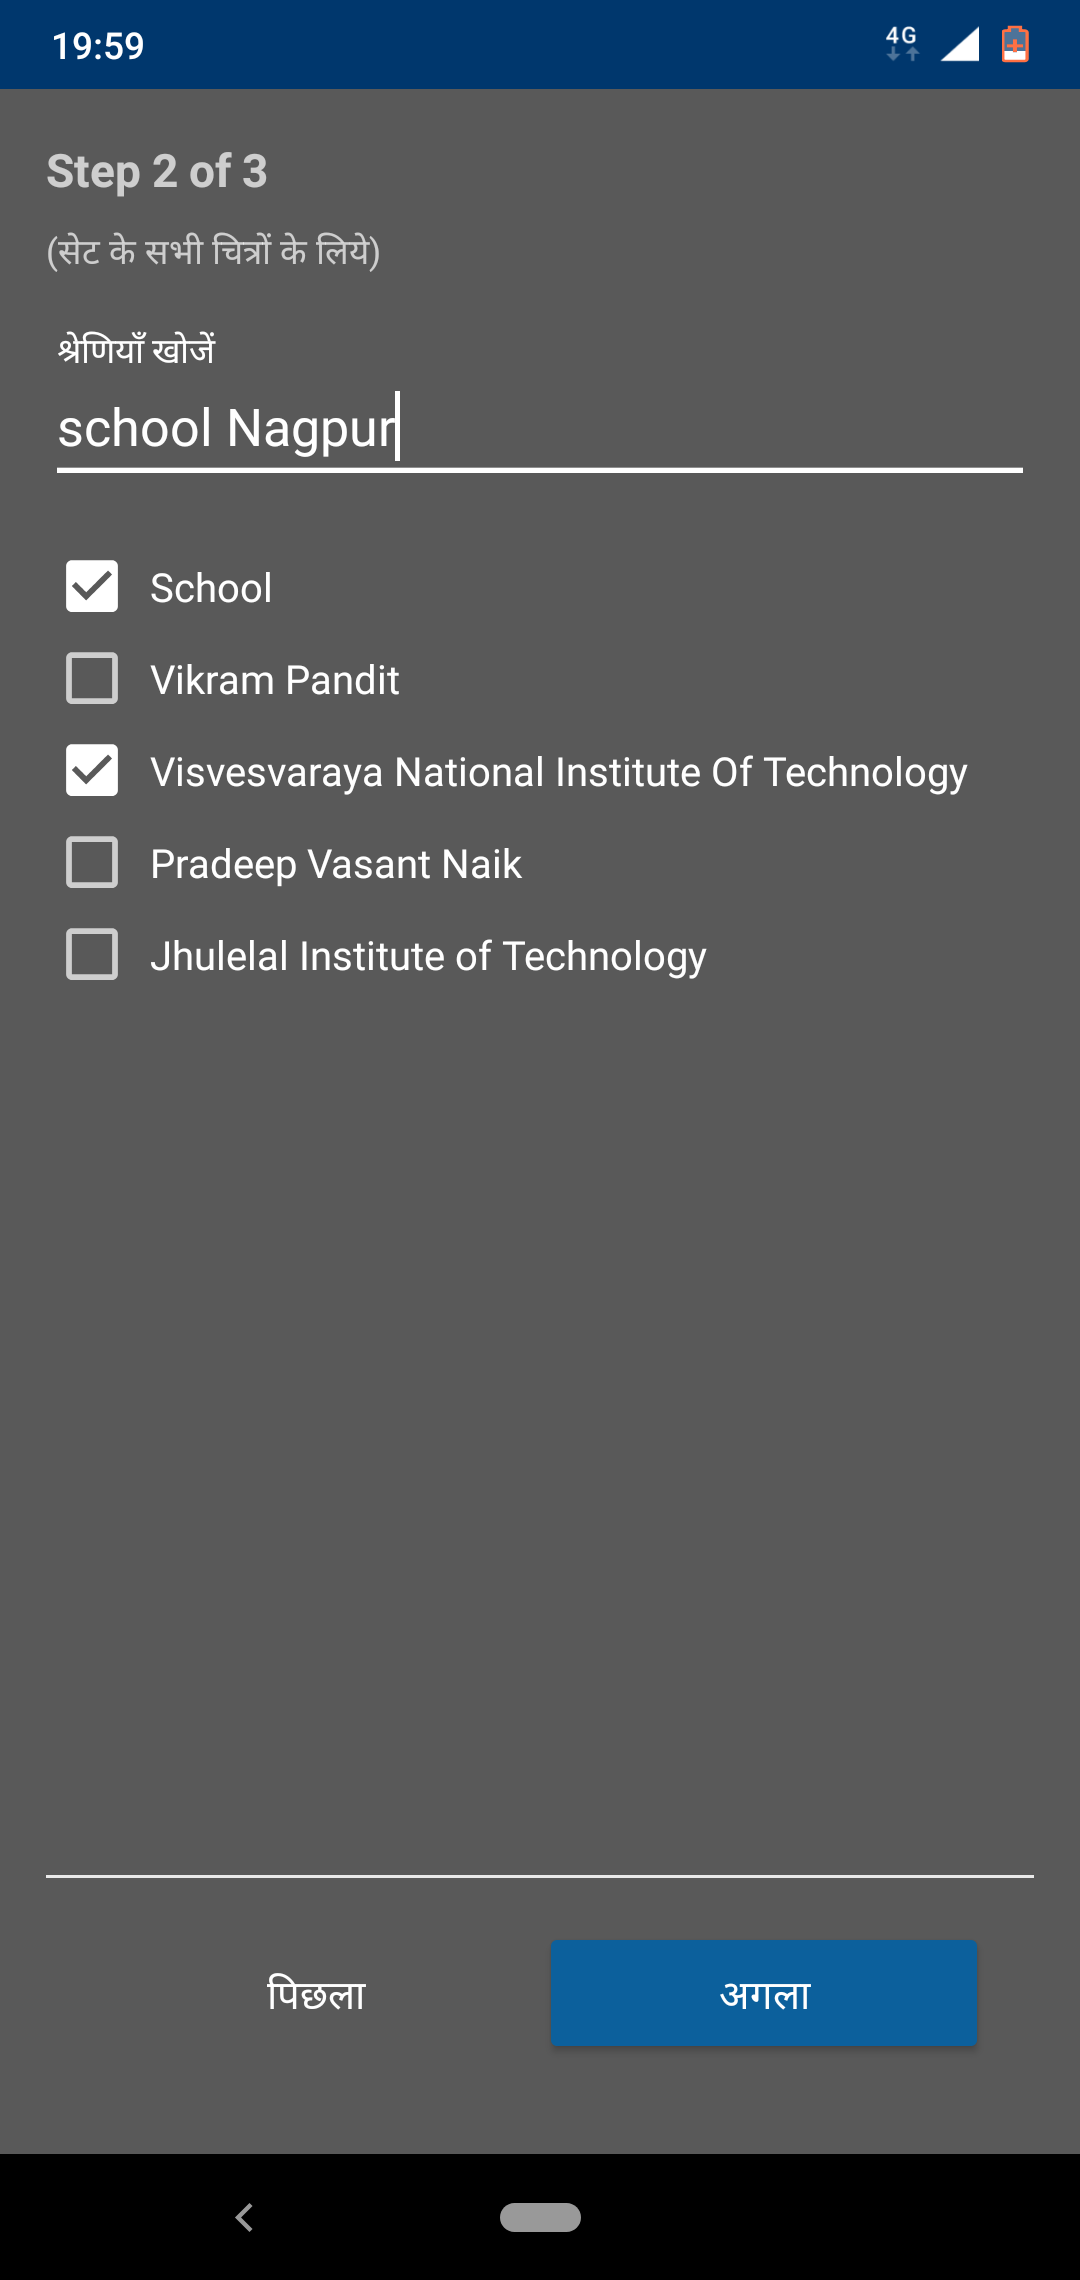 19:59
4G
Step 2 of 3
(सेट के सभी चित्रों के लिये)
श्रेणियाँ खोजें
school Nagpur
School
Vikram Pandit
Visvesvaraya National Institute Of Technology
Pradeep Vasant Naik
Jhulelal Institute of Technology
पिछला
अगला